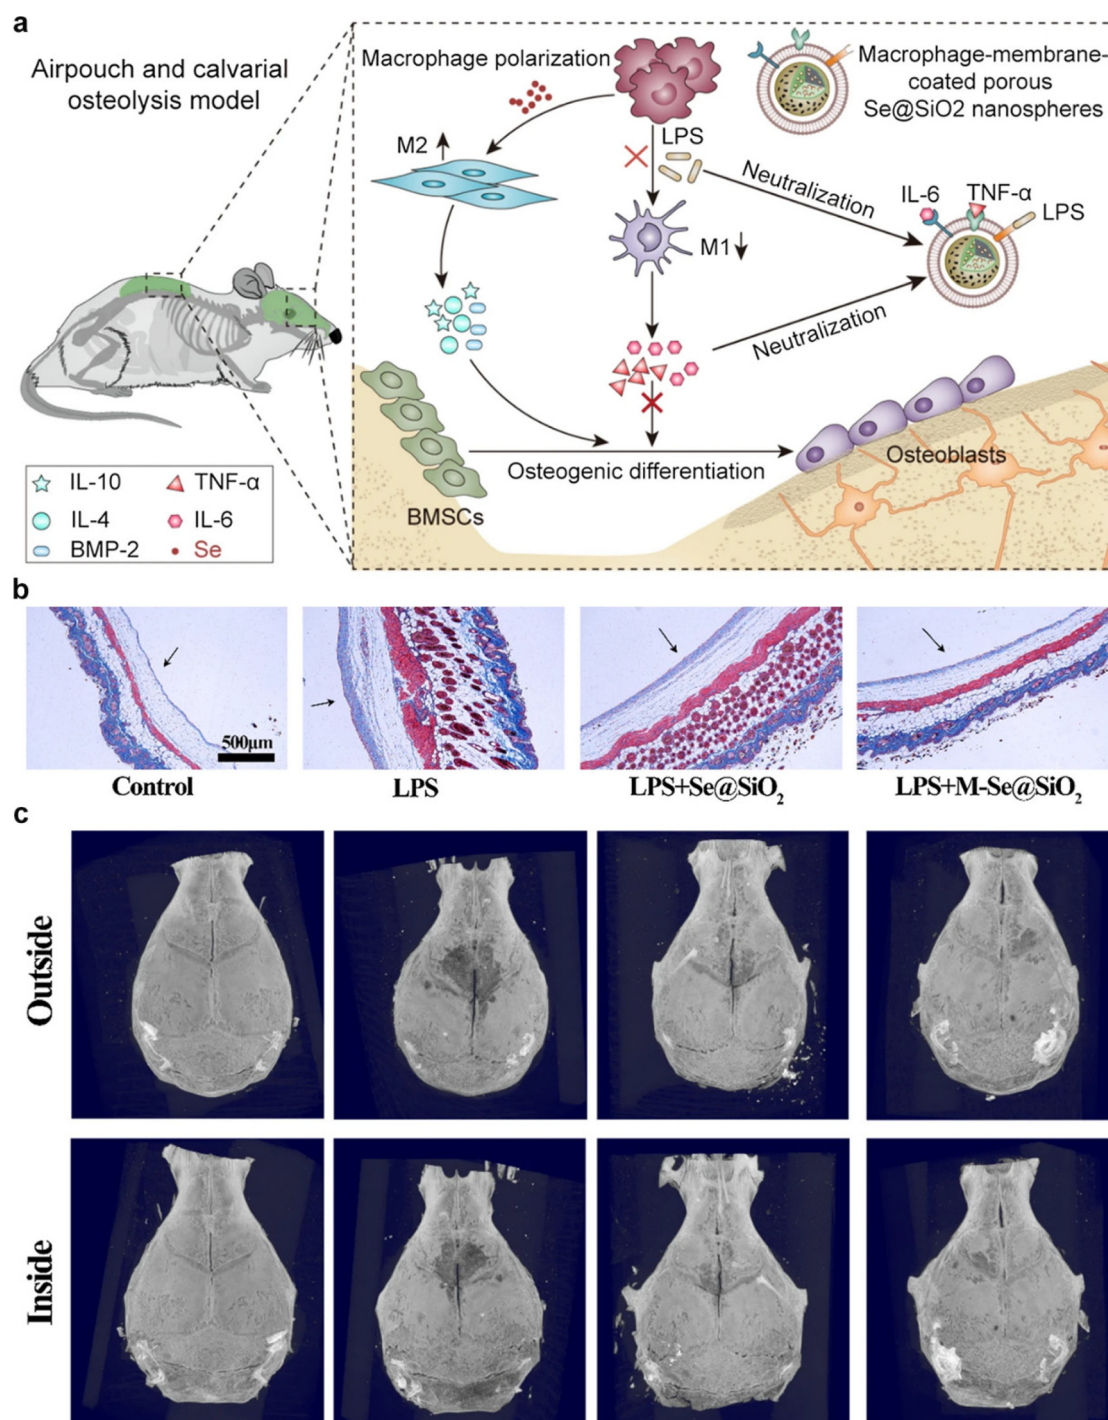 a
Airpouch and calvarial
osteolysis model
Macrophage polarization
Macrophage-membrane-
coated porous
Se@SiO2 nanospheres
M2
LPS
Neutralization
IL-6
TNF-α
LPS
M1
Neutralization
Osteogenic differentiation
Osteoblasts
BMSCs
IL-10
TNF-α
IL-4
IL-6
BMP-2
Se
b
500μm
Control
LPS
LPS+Se@SiO₂
LPS+M-Se@SiO₂
c
Outside
Inside